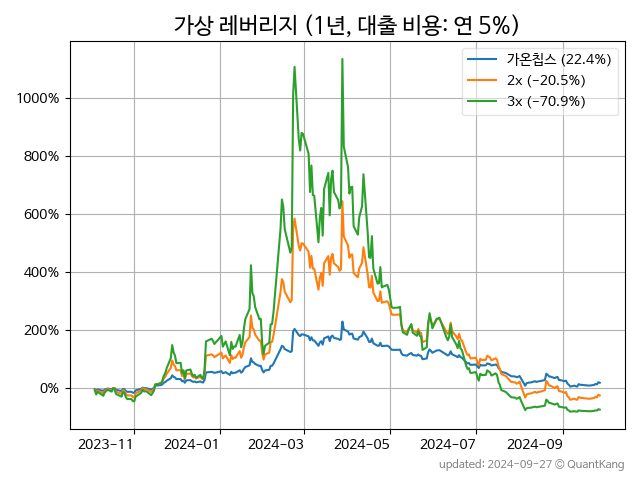 가상 레버리지 (1년, 대출 비용: 연 5%)
가온칩스 (22.4%)
2x (−20.5%)
3x (−70.9%)
1000%
800%
600%
400%
200%
0%
2023-11
2024-01
2024-03
2024-05
2024-07
2024-09
updated: 2024-09-27 © QuantKang